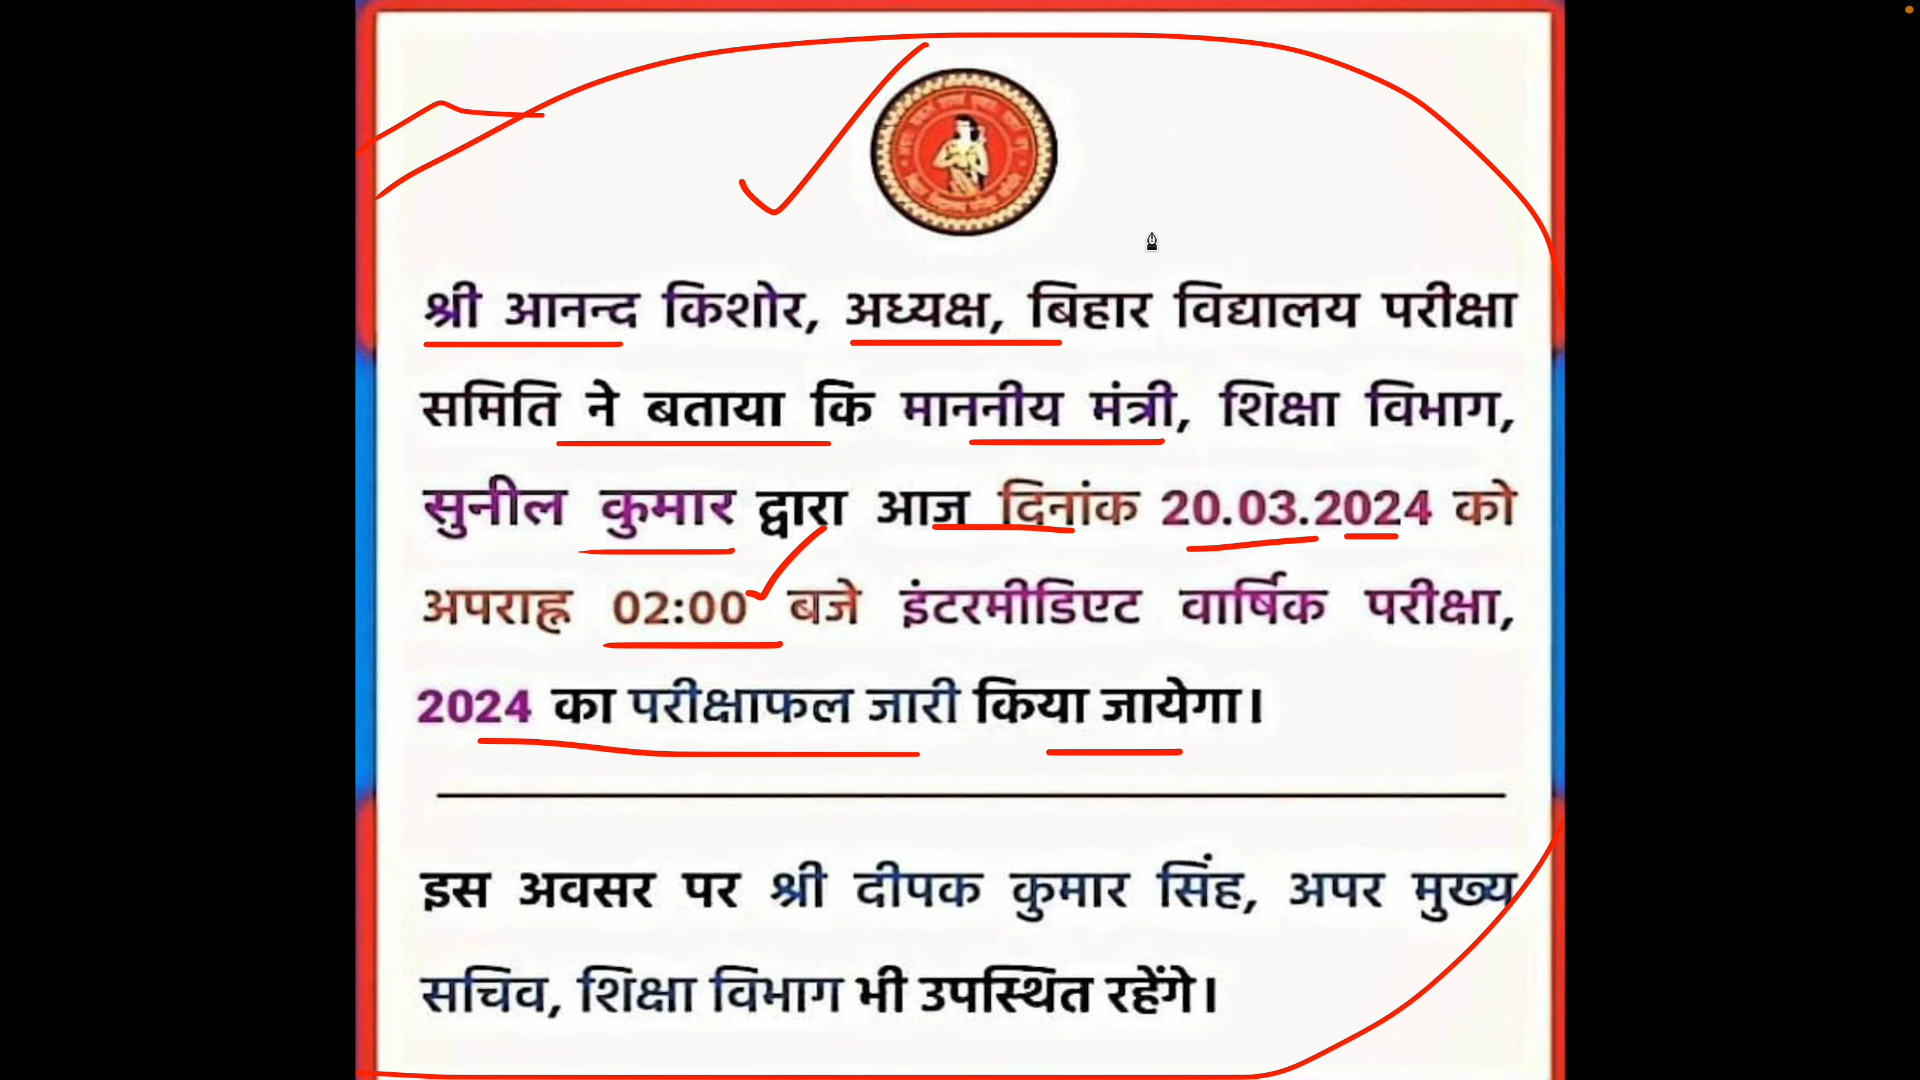 श्री आनन्द किशोर, अध्यक्ष, बिहार विद्यालय परीक्षा
समिति ने बताया कि माननीय मंत्री, शिक्षा विभाग,
सुनील कुमार द्वारा आज दिनांक 20.03.2024 को
अपराह्न 02:00 बजे इंटरमीडिएट वार्षिक परीक्षा,
2024 का परीक्षाफल जारी किया जायेगा।
इस अवसर पर श्री दीपक कुमार सिंह, अपर मुख्य
सचिव, शिक्षा विभाग भी उपस्थित रहेंगे।